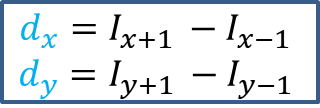 d_x = I_{x+1} - I_{x-1}
d_y = I_{y+1} - I_{y-1}